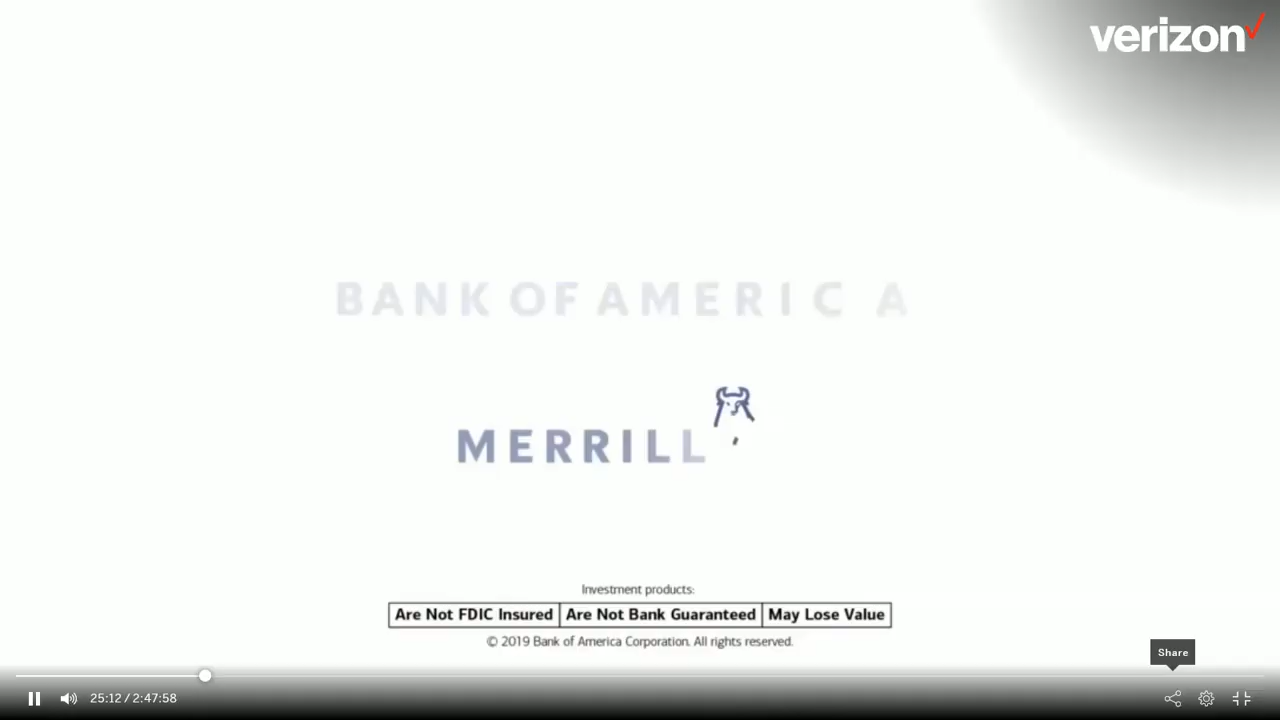 verizon
BANK OF AMERICA
MERRILL
Investment products:
Are Not FDIC Insured Are Not Bank Guaranteed May Lose Value
© 2019 Bank of America Corporation. All rights reserved.
Share
25:12 / 2:47:58